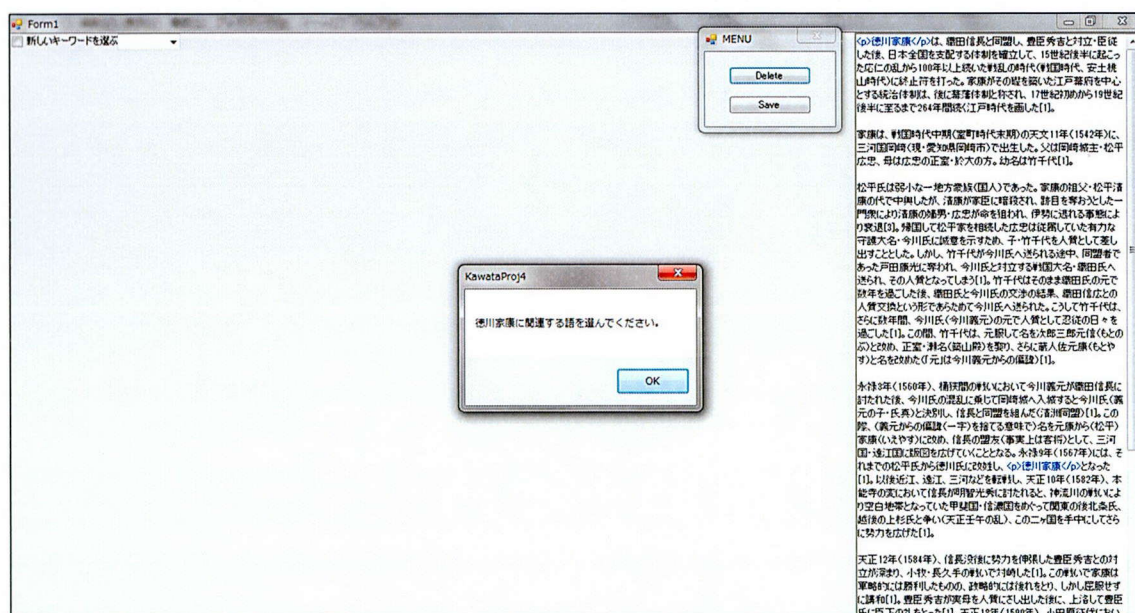 Form1
新しいキーワードを選ぶ
MENU
Delete
Save
KawataProj4
徳川家康に関連する語を選んでください。
OK
<p>徳川家康</p>は、織田信長と同盟し、豊臣秀吉と対立・臣従
した後、日本全国を支配する体制を確立して、15世紀後半に起こっ
た応仁の乱から100年以上続いた戦乱の時代(戦国時代、安土桃
山時代)に終止符を打った。家康がその礎を築いた江戸幕府を中心
とする統治体制は、後に幕藩体制と称され、17世紀初めから19世紀
後半に至るまで264年間続く江戸時代を画した[1]。
家康は、戦国時代中期(室町時代末期)の天文11年(1542年)に、
三河国岡崎(現・愛知県岡崎市)で出生した。父は岡崎城主・松平
広忠、母は広忠の正室・於大の方。幼名は竹千代[1]。
松平氏は弱小な一地方豪族(国人)であった。家康の祖父・松平清
康の代で中興したが、清康が家臣に暗殺され、跡目を奪おうとした一
門衆により清康の嫡男・広忠が命を狙われ、伊勢に逃れる事態によ
り衰退[3]。帰国して松平家を相続した広忠は従属していた有力な
守護大名・今川氏に誠意を示すため、子・竹千代を人質として差し
出すこととした。しかし、竹千代が今川氏へ送られる途中、同盟者で
あった戸田康光に奪われ、今川氏と対立する戦国大名・織田氏へ
送られ、その人質となってしまう[1]。竹千代はそのまま織田氏の元で
数年を過ごした後、織田氏と今川氏の交渉の結果、織田信広との
人質交換という形であらためて今川氏へ送られた。こうして竹千代は、
さらに数年間、今川氏(今川義元)の元で人質として忍従の日々を
過ごした[1]。この間、竹千代は、元服して名を次郎三郎元信(もとの
ぶ)と改め、正室・瀬名(築山殿)を娶り、さらに蔵人佐元康(もとや
す)と名を改めた(「元」は今川義元からの偏諱)[1]。
永禄3年(1560年)、桶狭間の戦いにおいて今川義元が織田信長に
討たれた後、今川氏の混乱に乗じて岡崎城へ入城すると今川氏(義
元の子・氏真)と決別し、信長と同盟を組んだ(清洲同盟)[1]。この
際、(義元からの偏諱(一字)を捨てる意味で)名を元康から(松平)
家康(いえやす)に改め、信長の盟友(事実上は客将)として、三河
国・遠江国に版図を広げていくこととなる。永禄9年(1567年)には、そ
れまでの松平氏から徳川氏に改姓し、<p>徳川家康</p>となった
[1]。以後近江、遠江、三河などを転戦し、天正10年(1582年)、本
能寺の変において信長が明智光秀に討たれると、神流川の戦いによ
り空白地帯となっていた甲斐国・信濃国をめぐって関東の後北条氏、
越後の上杉氏と争い(天正壬午の乱)、この二ヶ国を手中にしてさら
に勢力を広げた[1]。
天正12年(1584年)、信長没後に勢力を伸張した豊臣秀吉との対
立が深まり、小牧・長久手の戦いで対峙した[1]。この戦いで家康は
軍略的には勝利したものの、政略的には後れをとり、しかし屈服せず
に講和[1]。豊臣秀吉が実母を人質にさし出した後に、上洛して豊臣